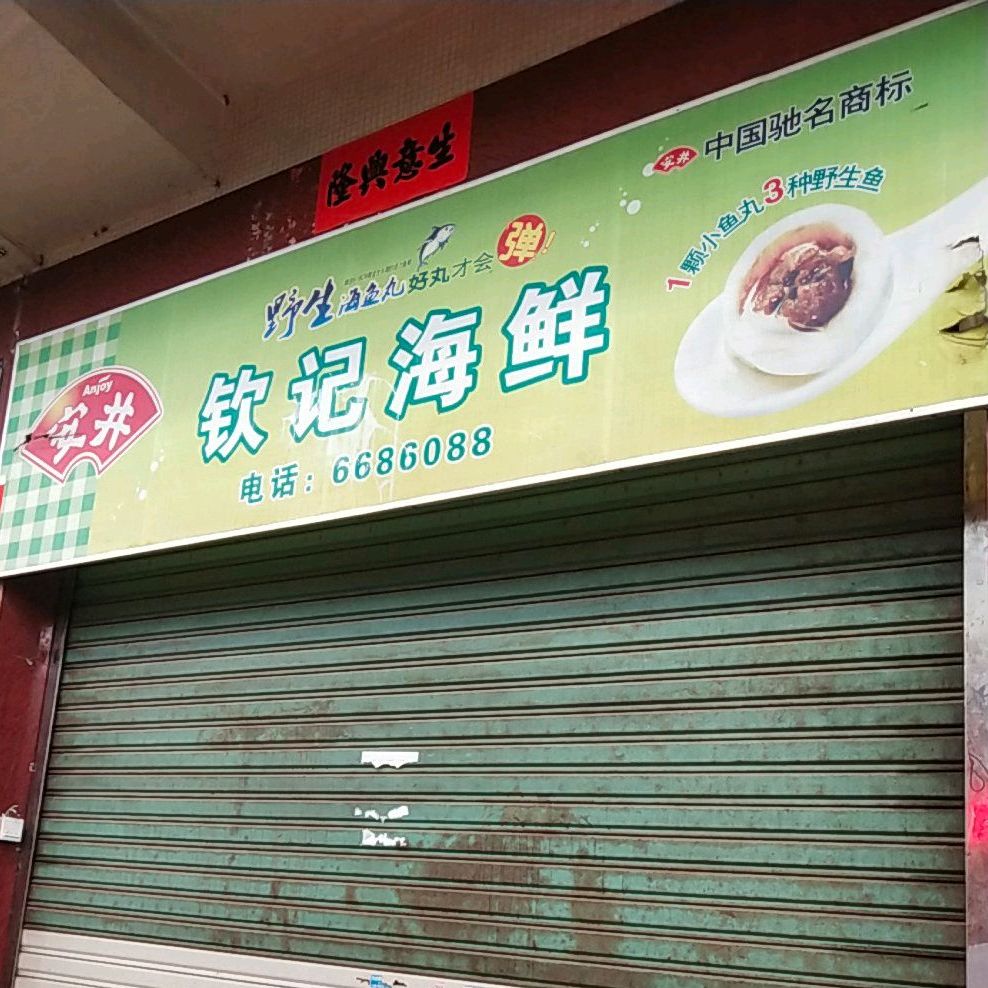 隆興意生
安井
中国驰名商标
1颗小鱼丸3种野生鱼
野生海鱼丸好丸才会弹!
Anjoy
安井
钦记海鲜
电话：6686088